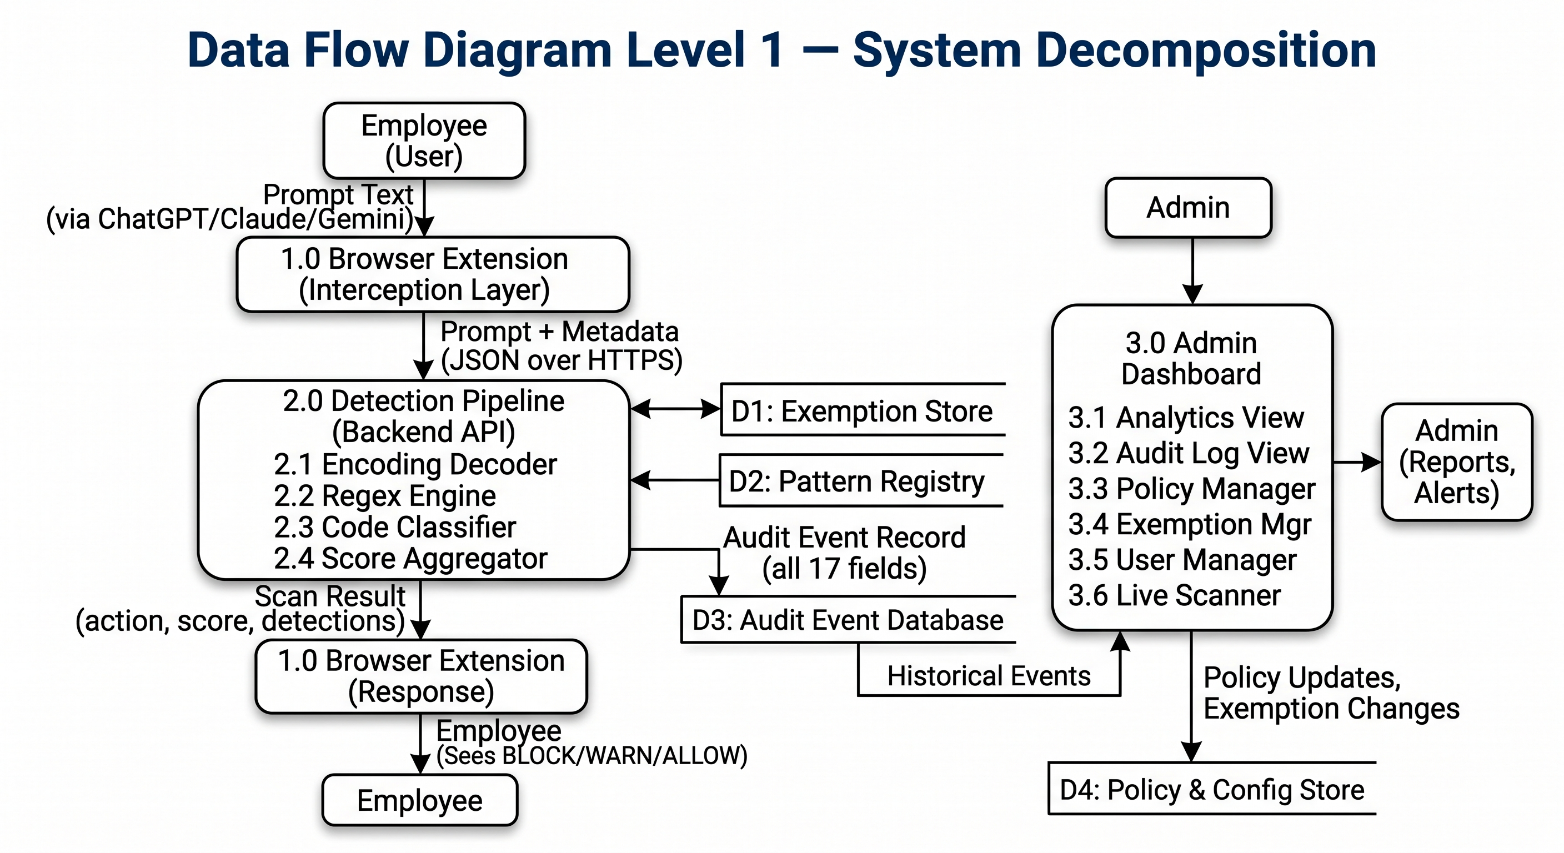 Data Flow Diagram Level 1 — System Decomposition
Employee
(User)
Prompt Text
(via ChatGPT/Claude/Gemini)
1.0 Browser Extension
(Interception Layer)
Prompt + Metadata
(JSON over HTTPS)
2.0 Detection Pipeline
(Backend API)
2.1 Encoding Decoder
2.2 Regex Engine
2.3 Code Classifier
2.4 Score Aggregator
D1: Exemption Store
D2: Pattern Registry
Audit Event Record
(all 17 fields)
D3: Audit Event Database
Historical Events
Scan Result
(action, score, detections)
1.0 Browser Extension
(Response)
Employee
(Sees BLOCK/WARN/ALLOW)
Employee
Admin
3.0 Admin
Dashboard
3.1 Analytics View
3.2 Audit Log View
3.3 Policy Manager
3.4 Exemption Mgr
3.5 User Manager
3.6 Live Scanner
Admin
(Reports,
Alerts)
Policy Updates,
Exemption Changes
D4: Policy & Config Store